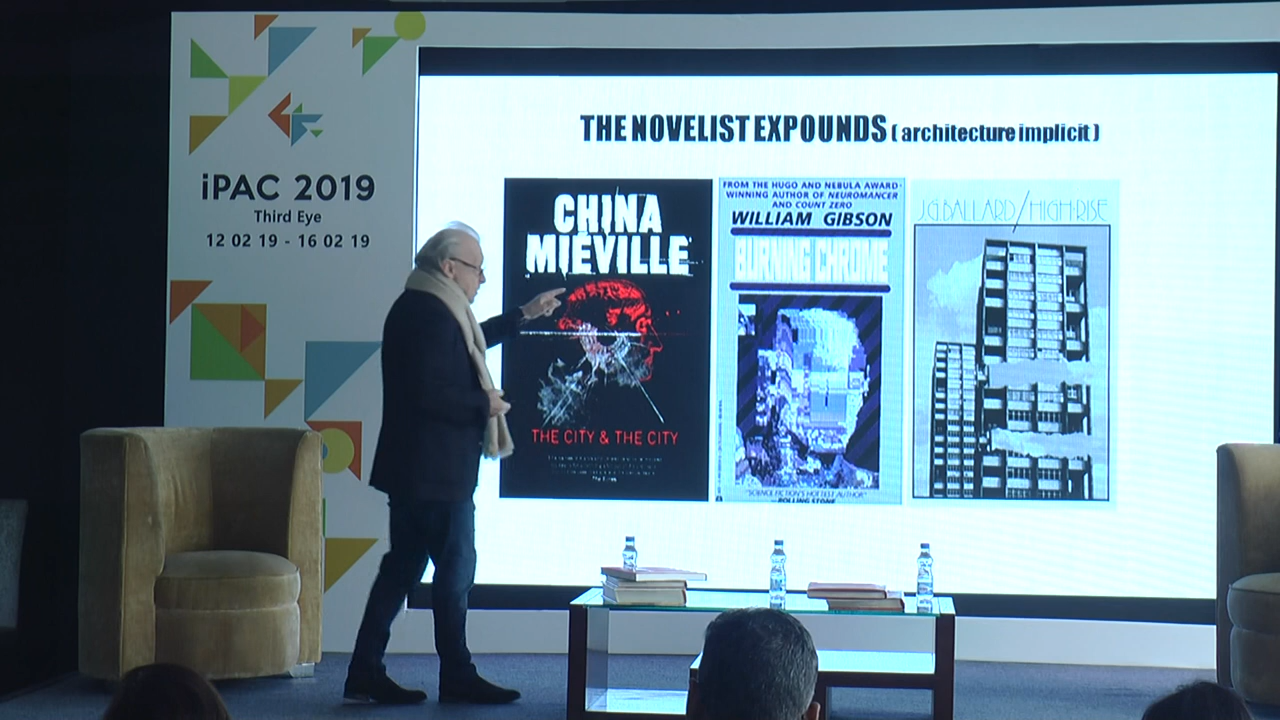 iPAC 2019
Third Eye
12 02 19 - 16 02 19
THE NOVELIST EXPOUNDS ( architecture implicit )
CHINA
MIÉVILLE
THE CITY & THE CITY
FROM THE HUGO AND NEBULA AWARD-
WINNING AUTHOR OF NEUROMANCER
AND COUNT ZERO
WILLIAM GIBSON
BURNING CHROME
"SCIENCE FICTION'S HOTTEST AUTHOR"
ROLLING STONE
J.G.BALLARD/HIGH-RISE